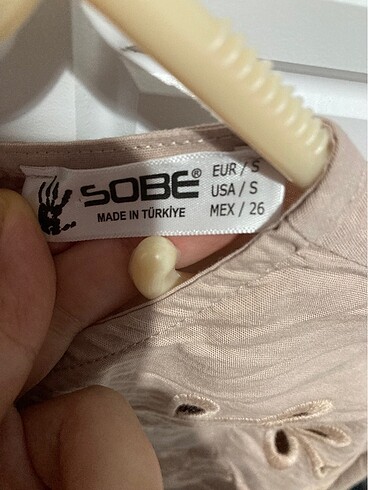 SOBE® EUR / S
USA / S
MADE IN TÜRKİYE MEX / 26